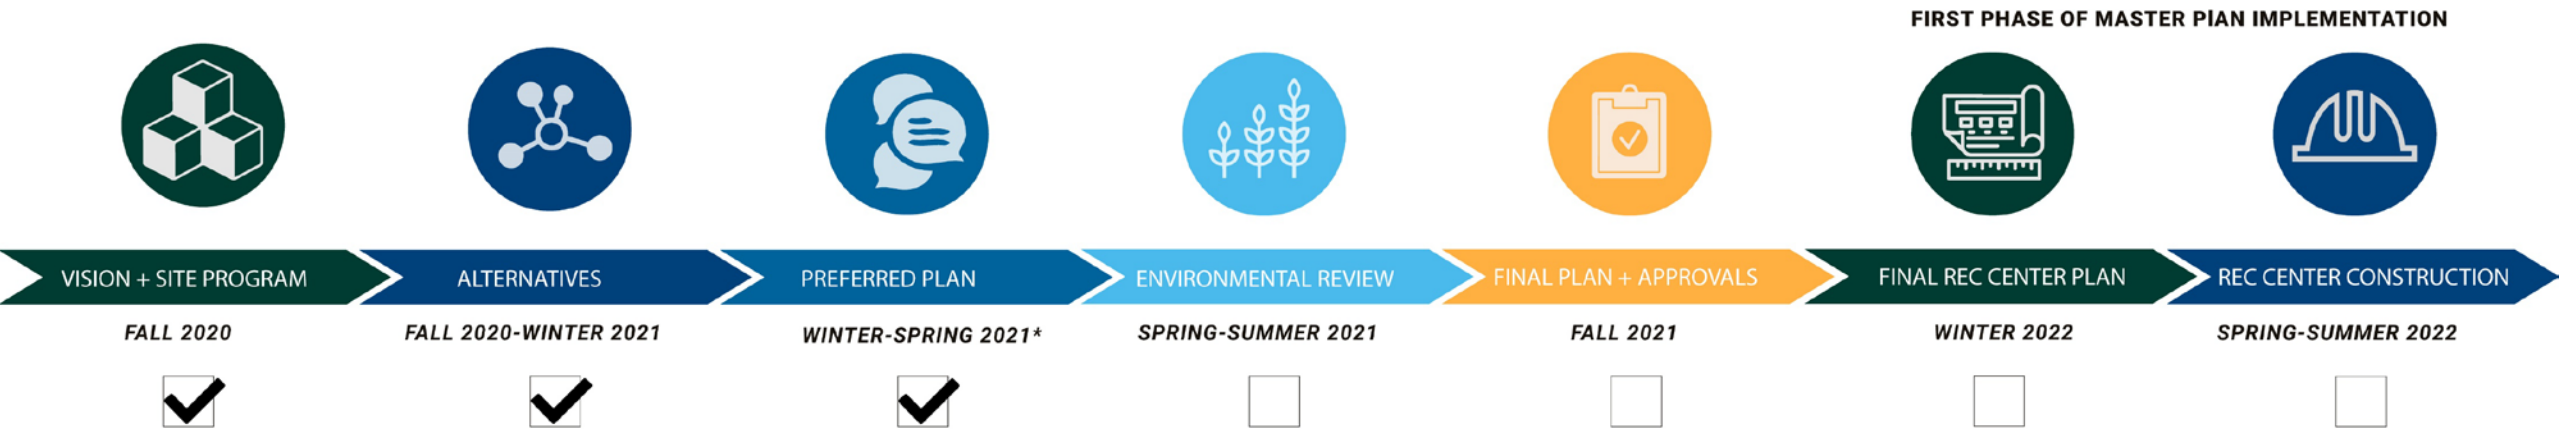 FIRST PHASE OF MASTER PlAN IMPLEMENTATION
VISION + SITE PROGRAM
ALTERNATIVES
PREFERRED PLAN
ENVIRONMENTAL REVIEW
FINAL PLAN + APPROVALS
FINAL REC CENTER PLAN
REC CENTER CONSTRUCTION
FALL 2020
FALL 2020-WINTER 2021
WINTER-SPRING 2021*
SPRING-SUMMER 2021
FALL 2021
WINTER 2022
SPRING-SUMMER 2022